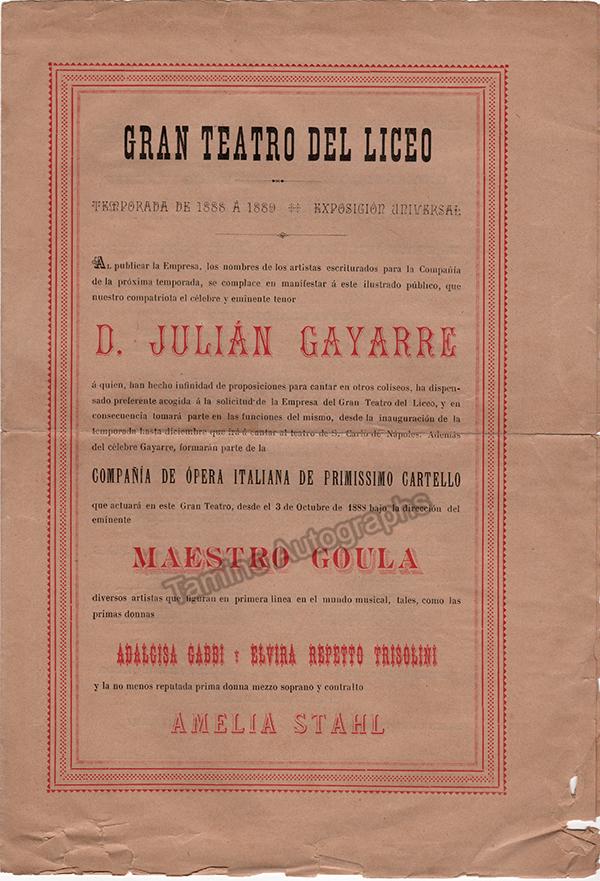 GRAN TEATRO DEL LICEO
TEMPORADA DE 1888 Á 1889 EXPOSICIÓN UNIVERSAL
AL publicar la Empresa, los nombres de los artistas escriturados para la Compañía
de la próxima temporada, se complace en manifestar á este ilustrado público, que
nuestro compatriota el célebre y eminente tenor
D. JULIÁN GAYARRE
á quien, han hecho infinidad de proposiciones para cantar en otros coliseos, ha dispen-
sado preferente acogida á la solicitud de la Empresa del Gran Teatro del Liceo, y en
consecuencia tomará parte en las funciones del mismo, desde la inauguración de la
temporada hasta diciembre que irá á cantar al teatro de S. Carlo de Nápoles. Además
del célebre Gayarre, formarán parte de la
COMPAÑÍA DE ÓPERA ITALIANA DE PRIMISSIMO CARTELLO
que actuará en este Gran Teatro, desde el 3 de Octubre de 1888 bajo la dirección del
eminente
MAESTRO GOULA
Tamino Autographs
diversos artistas que figuran en primera linea en el mundo musical, tales, como las
primas donnas
ADALGISA GABBI Y ELVIRA REPETTO TRISOLINI
y la no menos reputada prima donna mezzo soprano y contralto
AMELIA STAHL